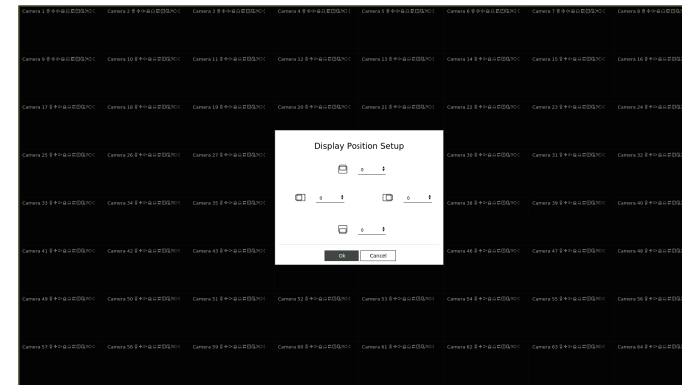 Camera 1 Camera 2 Camera 3 Camera 4 Camera 5 Camera 6 Camera 7 Camera 8
Camera 9 Camera 10 Camera 11 Camera 12 Camera 13 Camera 14 Camera 15 Camera 16
Camera 17 Camera 18 Camera 19 Camera 20 Camera 21 Camera 22 Camera 23 Camera 24
Display Position Setup
Camera 25 Camera 26 Camera 27 Camera 30 Camera 31 Camera 32
0
Camera 33 Camera 34 Camera 35 0 0 Camera 38 Camera 39 Camera 40
0
Camera 41 Camera 42 Camera 43 Camera 46 Camera 47 Camera 48
Ok Cancel
Camera 49 Camera 50 Camera 51 Camera 52 Camera 53 Camera 54 Camera 55 Camera 56
Camera 57 Camera 58 Camera 59 Camera 60 Camera 61 Camera 62 Camera 63 Camera 64